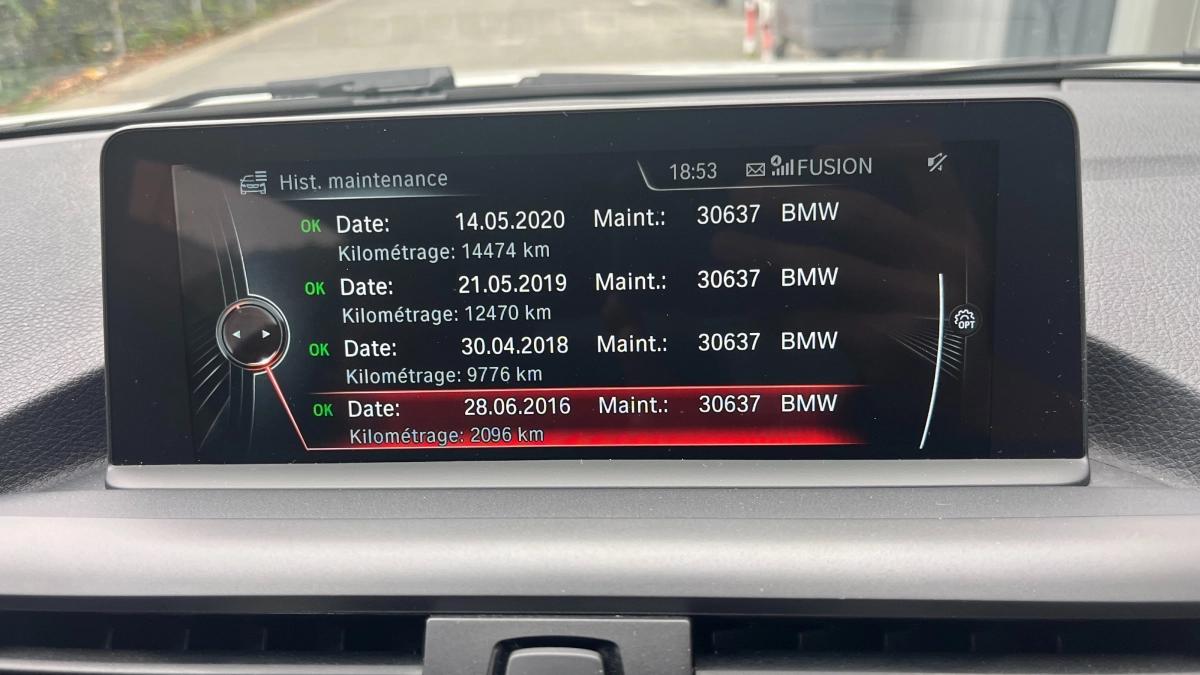 Hist. maintenance
18:53 FUSION
OK Date: 14.05.2020 Maint.: 30637 BMW
Kilométrage: 14474 km
OK Date: 21.05.2019 Maint.: 30637 BMW
Kilométrage: 12470 km
OK Date: 30.04.2018 Maint.: 30637 BMW
Kilométrage: 9776 km
OK Date: 28.06.2016 Maint.: 30637 BMW
Kilométrage: 2096 km
OPT